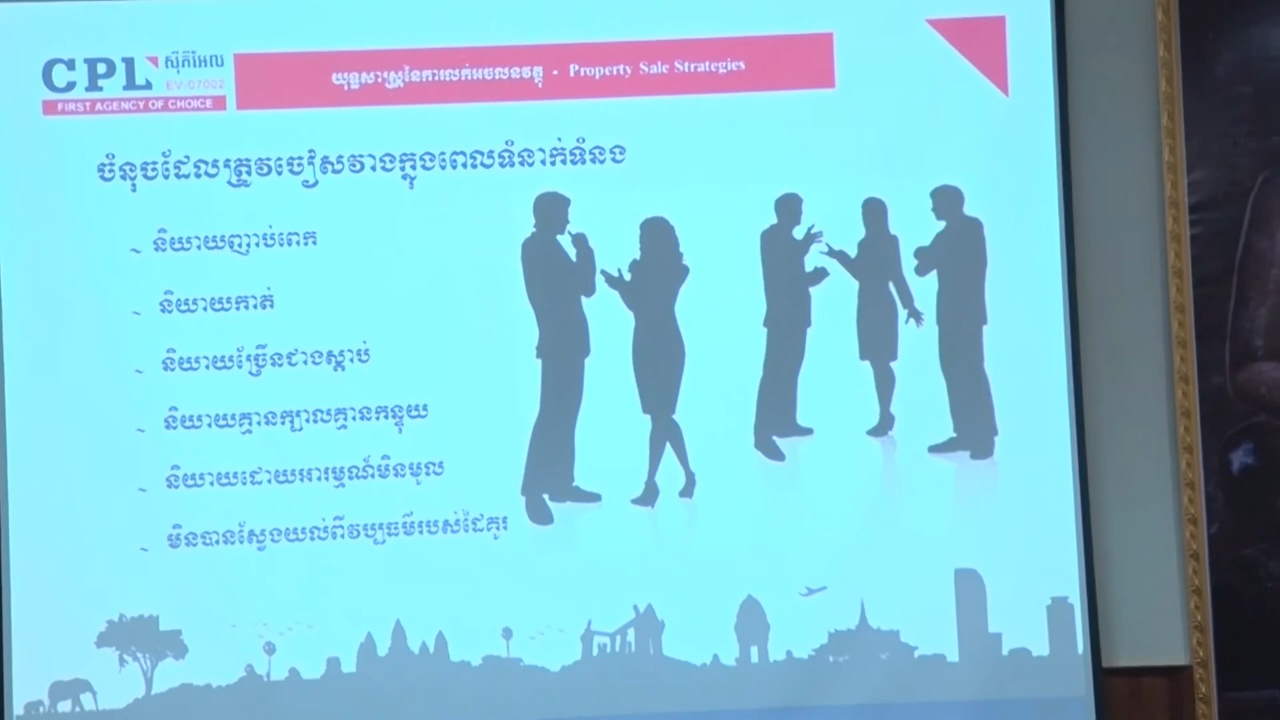 CPL ស៊ីភីអែល
EV-07002
FIRST AGENCY OF CHOICE
យុទ្ធសាស្ត្រនៃការលក់អចលនវត្ថុ - Property Sale Strategies
ចំនុចដែលត្រូវចៀសវាងក្នុងពេលទំនាក់ទំនង
~ និយាយញាប់ពេក
~ និយាយកាត់
~ និយាយច្រើនជាងស្តាប់
~ និយាយគ្មានក្បាលគ្មានកន្ទុយ
~ និយាយដោយអារម្មណ៍មិនមូល
~ មិនបានស្វែងយល់ពីវប្បធម៌របស់ដៃគូរ